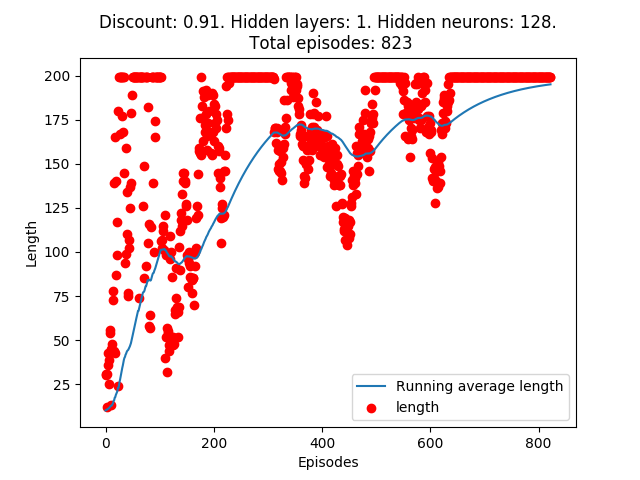 Discount: 0.91. Hidden layers: 1. Hidden neurons: 128.
Total episodes: 823
200
175
150
125
100
75
50
25
Length
0
200
400
600
800
Episodes
Running average length
length